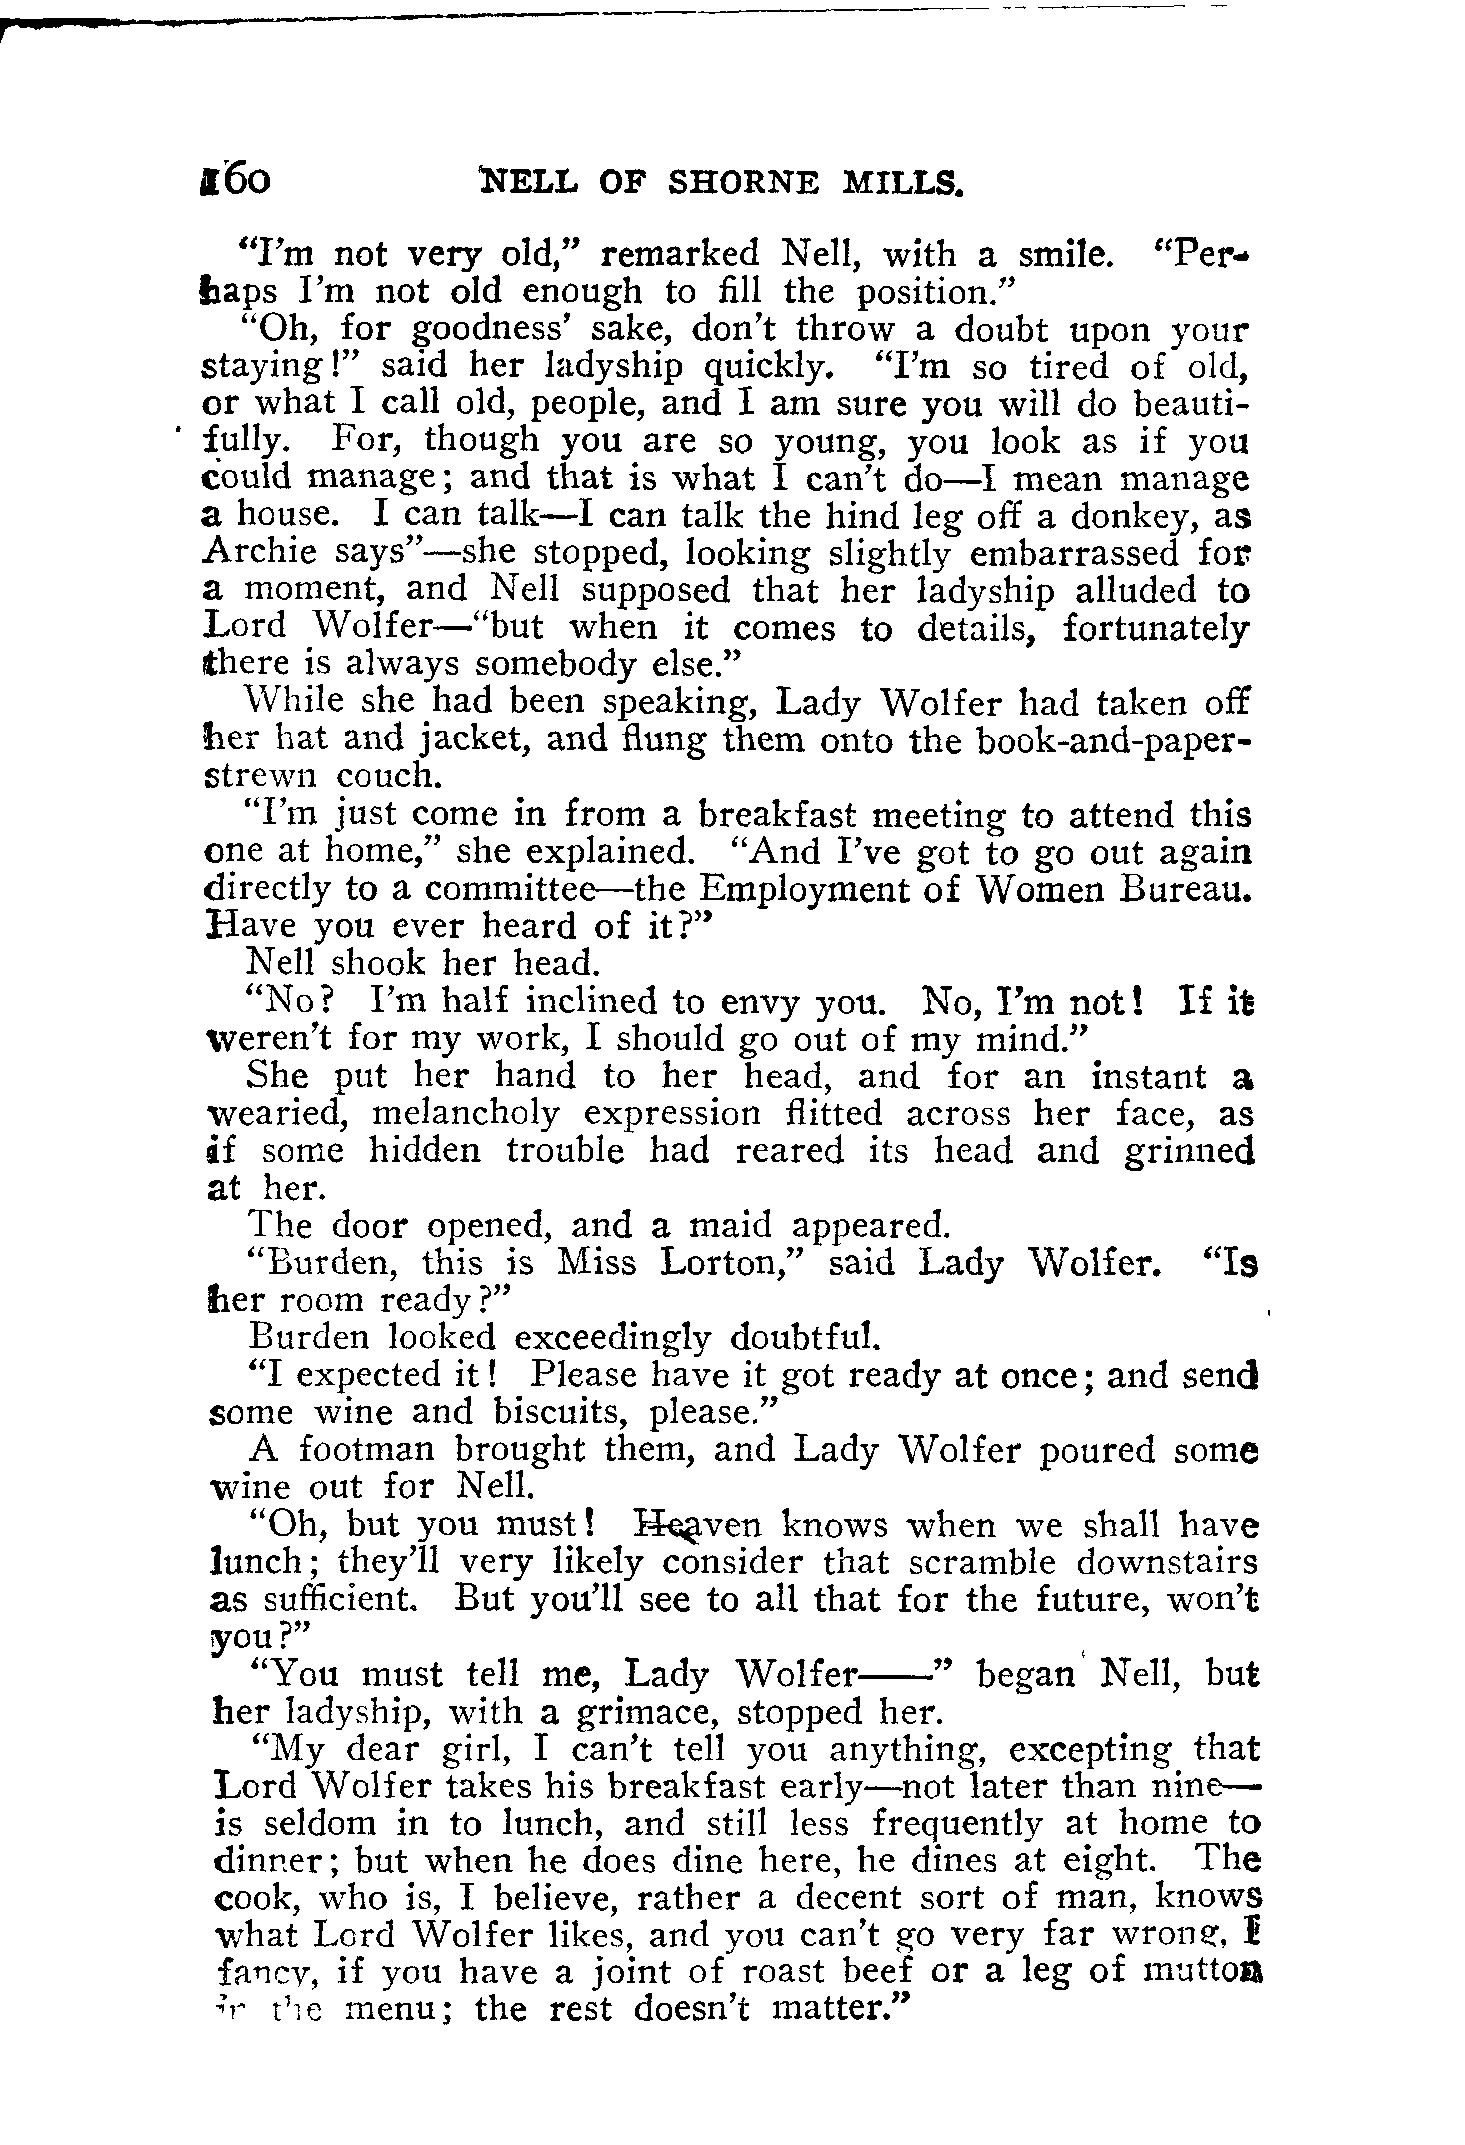 160 NELL OF SHORNE MILLS.
“I’m not very old,” remarked Nell, with a smile. “Per-
haps I’m not old enough to fill the position.”
“Oh, for goodness’ sake, don’t throw a doubt upon your
staying!” said her ladyship quickly. “I’m so tired of old,
or what I call old, people, and I am sure you will do beauti-
fully. For, though you are so young, you look as if you
could manage; and that is what I can’t do—I mean manage
a house. I can talk—I can talk the hind leg off a donkey, as
Archie says”—she stopped, looking slightly embarrassed for
a moment, and Nell supposed that her ladyship alluded to
Lord Wolfer—“but when it comes to details, fortunately
there is always somebody else.”
While she had been speaking, Lady Wolfer had taken off
her hat and jacket, and flung them onto the book-and-paper-
strewn couch.
“I’m just come in from a breakfast meeting to attend this
one at home,” she explained. “And I’ve got to go out again
directly to a committee—the Employment of Women Bureau.
Have you ever heard of it?”
Nell shook her head.
“No? I’m half inclined to envy you. No, I’m not! If it
weren’t for my work, I should go out of my mind.”
She put her hand to her head, and for an instant a
wearied, melancholy expression flitted across her face, as
if some hidden trouble had reared its head and grinned
at her.
The door opened, and a maid appeared.
“Burden, this is Miss Lorton,” said Lady Wolfer. “Is
her room ready?”
Burden looked exceedingly doubtful.
“I expected it! Please have it got ready at once; and send
some wine and biscuits, please.”
A footman brought them, and Lady Wolfer poured some
wine out for Nell.
“Oh, but you must! Heaven knows when we shall have
lunch; they’ll very likely consider that scramble downstairs
as sufficient. But you’ll see to all that for the future, won’t
you?”
“You must tell me, Lady Wolfer——” began Nell, but
her ladyship, with a grimace, stopped her.
“My dear girl, I can’t tell you anything, excepting that
Lord Wolfer takes his breakfast early—not later than nine—
is seldom in to lunch, and still less frequently at home to
dinner; but when he does dine here, he dines at eight. The
cook, who is, I believe, rather a decent sort of man, knows
what Lord Wolfer likes, and you can’t go very far wrong, I
fancy, if you have a joint of roast beef or a leg of mutton
in the menu; the rest doesn’t matter.”